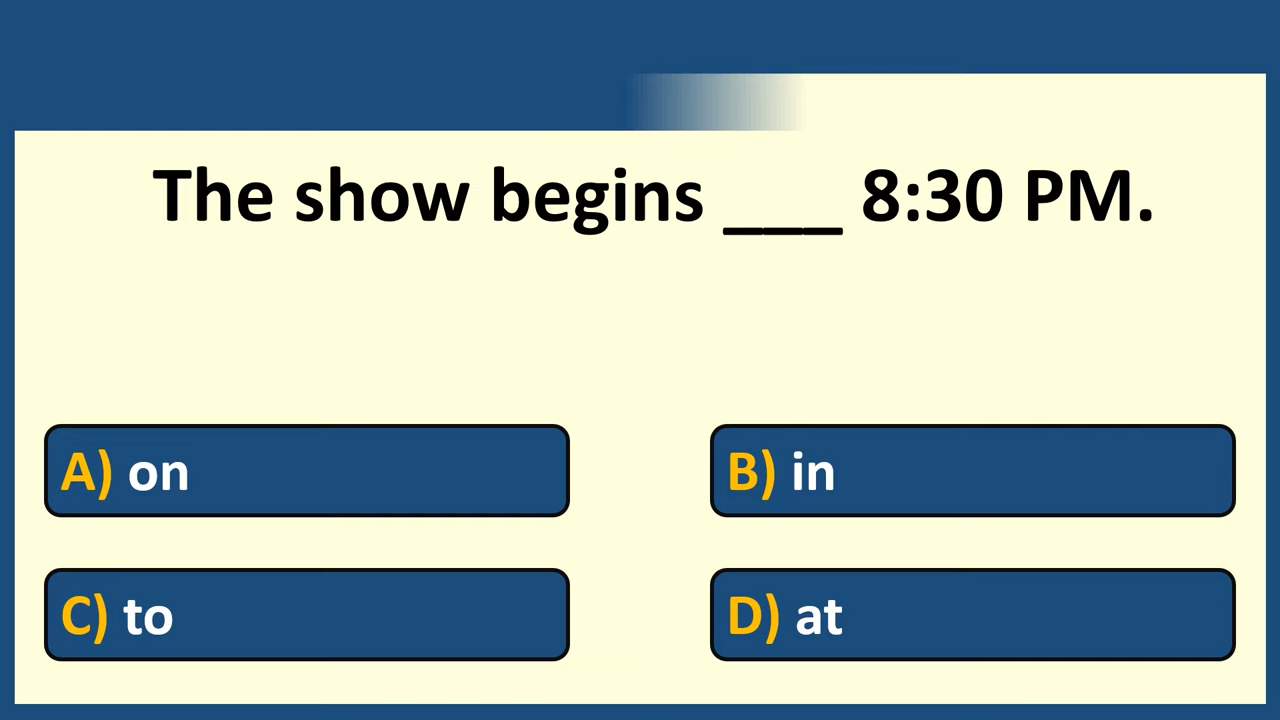 The show begins ___ 8:30 PM.
A) on
B) in
C) to
D) at